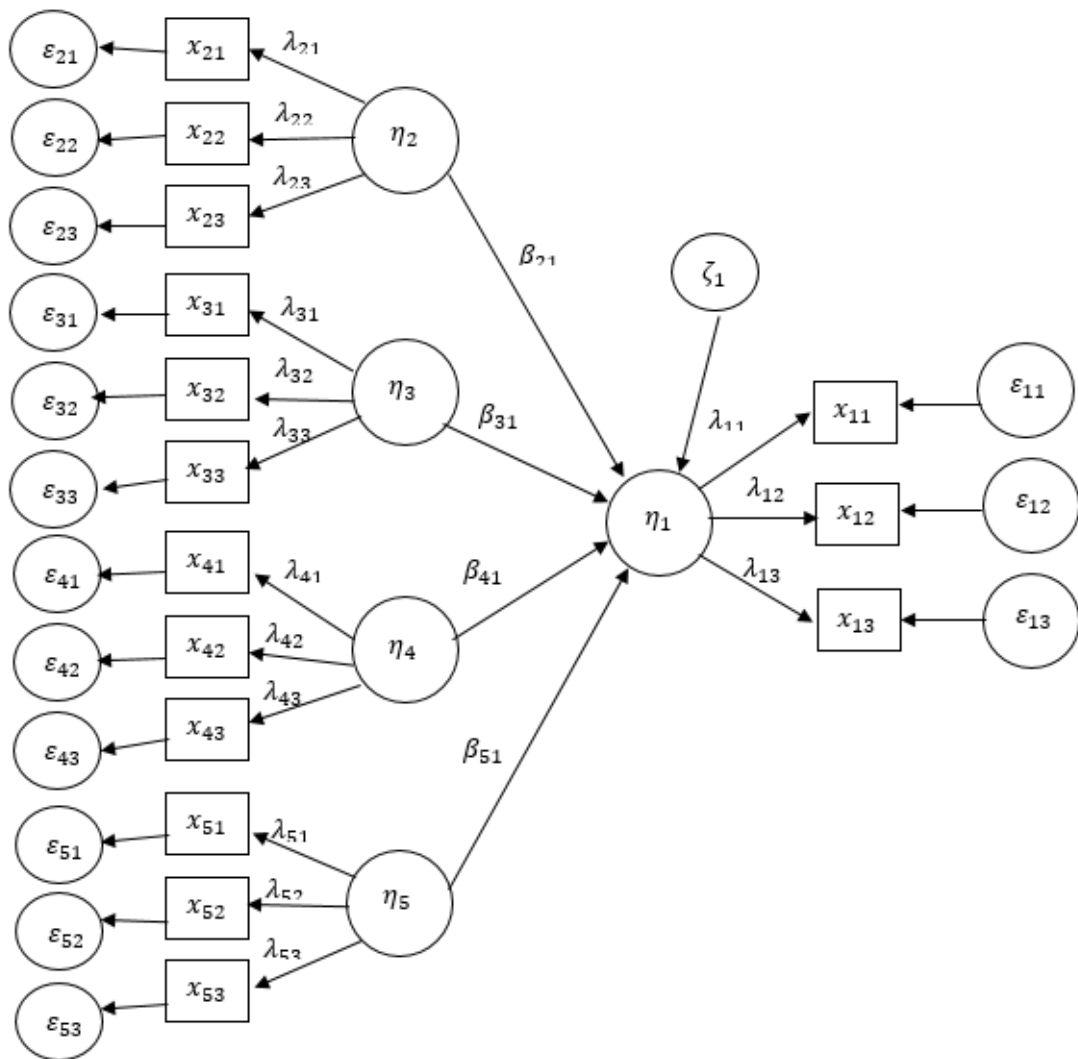 ε₂₁
x₂₁
λ₂₁
ε₂₂
x₂₂
λ₂₂
η₂
ε₂₃
x₂₃
λ₂₃
β₂₁
ζ₁
ε₃₁
x₃₁
λ₃₁
ε₃₂
x₃₂
λ₃₂
η₃
ε₃₃
x₃₃
λ₃₃
β₃₁
ε₄₁
x₄₁
λ₄₁
ε₄₂
x₄₂
λ₄₂
η₄
ε₄₃
x₄₃
λ₄₃
β₄₁
ε₅₁
x₅₁
λ₅₁
ε₅₂
x₅₂
λ₅₂
η₅
ε₅₃
x₅₃
λ₅₃
β₅₁
η₁
λ₁₁
x₁₁
ε₁₁
λ₁₂
x₁₂
ε₁₂
λ₁₃
x₁₃
ε₁₃